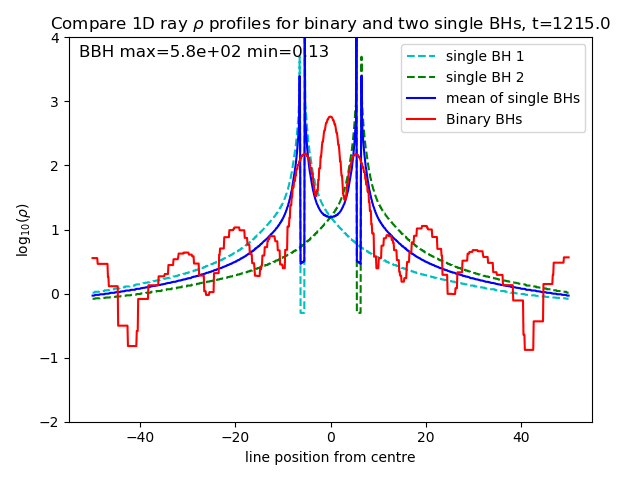 Compare 1D ray ρ profiles for binary and two single BHs, t=1215.0
BBH max=5.8e+02 min=0.13
single BH 1
single BH 2
mean of single BHs
Binary BHs
4
3
2
1
0
−1
−2
log₁₀(ρ)
−40
−20
0
20
40
line position from centre